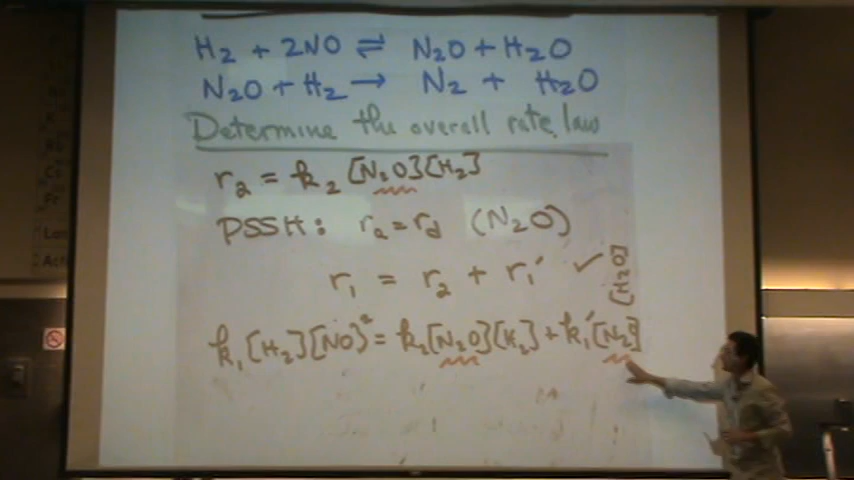 H₂ + 2NO ⇌ N₂O + H₂O
N₂O + H₂ → N₂ + H₂O
Determine the overall rate law
r₂ = k₂ [N₂O][H₂]
PSSH: rₐ = r_d (N₂O)
r₁ = r₂ + r₁′ ✓
[H₂O]
k₁[H₂][NO]² = k₂[N₂O][H₂] + k₁′[N₂O]